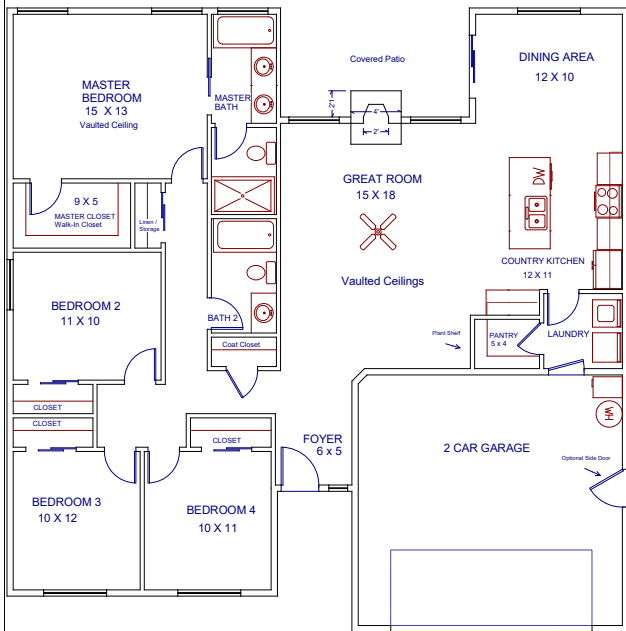 MASTER
BEDROOM
15 X 13
Vaulted Ceiling
MASTER
BATH
Covered Patio
2'1
4'
2'
DINING AREA
12 X 10
9 X 5
MASTER CLOSET
Walk-In Closet
Linen /
Storage
GREAT ROOM
15 X 18
DW
COUNTRY KITCHEN
12 X 11
Vaulted Ceilings
BEDROOM 2
11 X 10
BATH 2
Coat Closet
Plant Shelf
PANTRY
5 x 4
LAUNDRY
CLOSET
CLOSET
CLOSET
FOYER
6 x 5
WH
2 CAR GARAGE
Optional Side Door
BEDROOM 3
10 X 12
BEDROOM 4
10 X 11